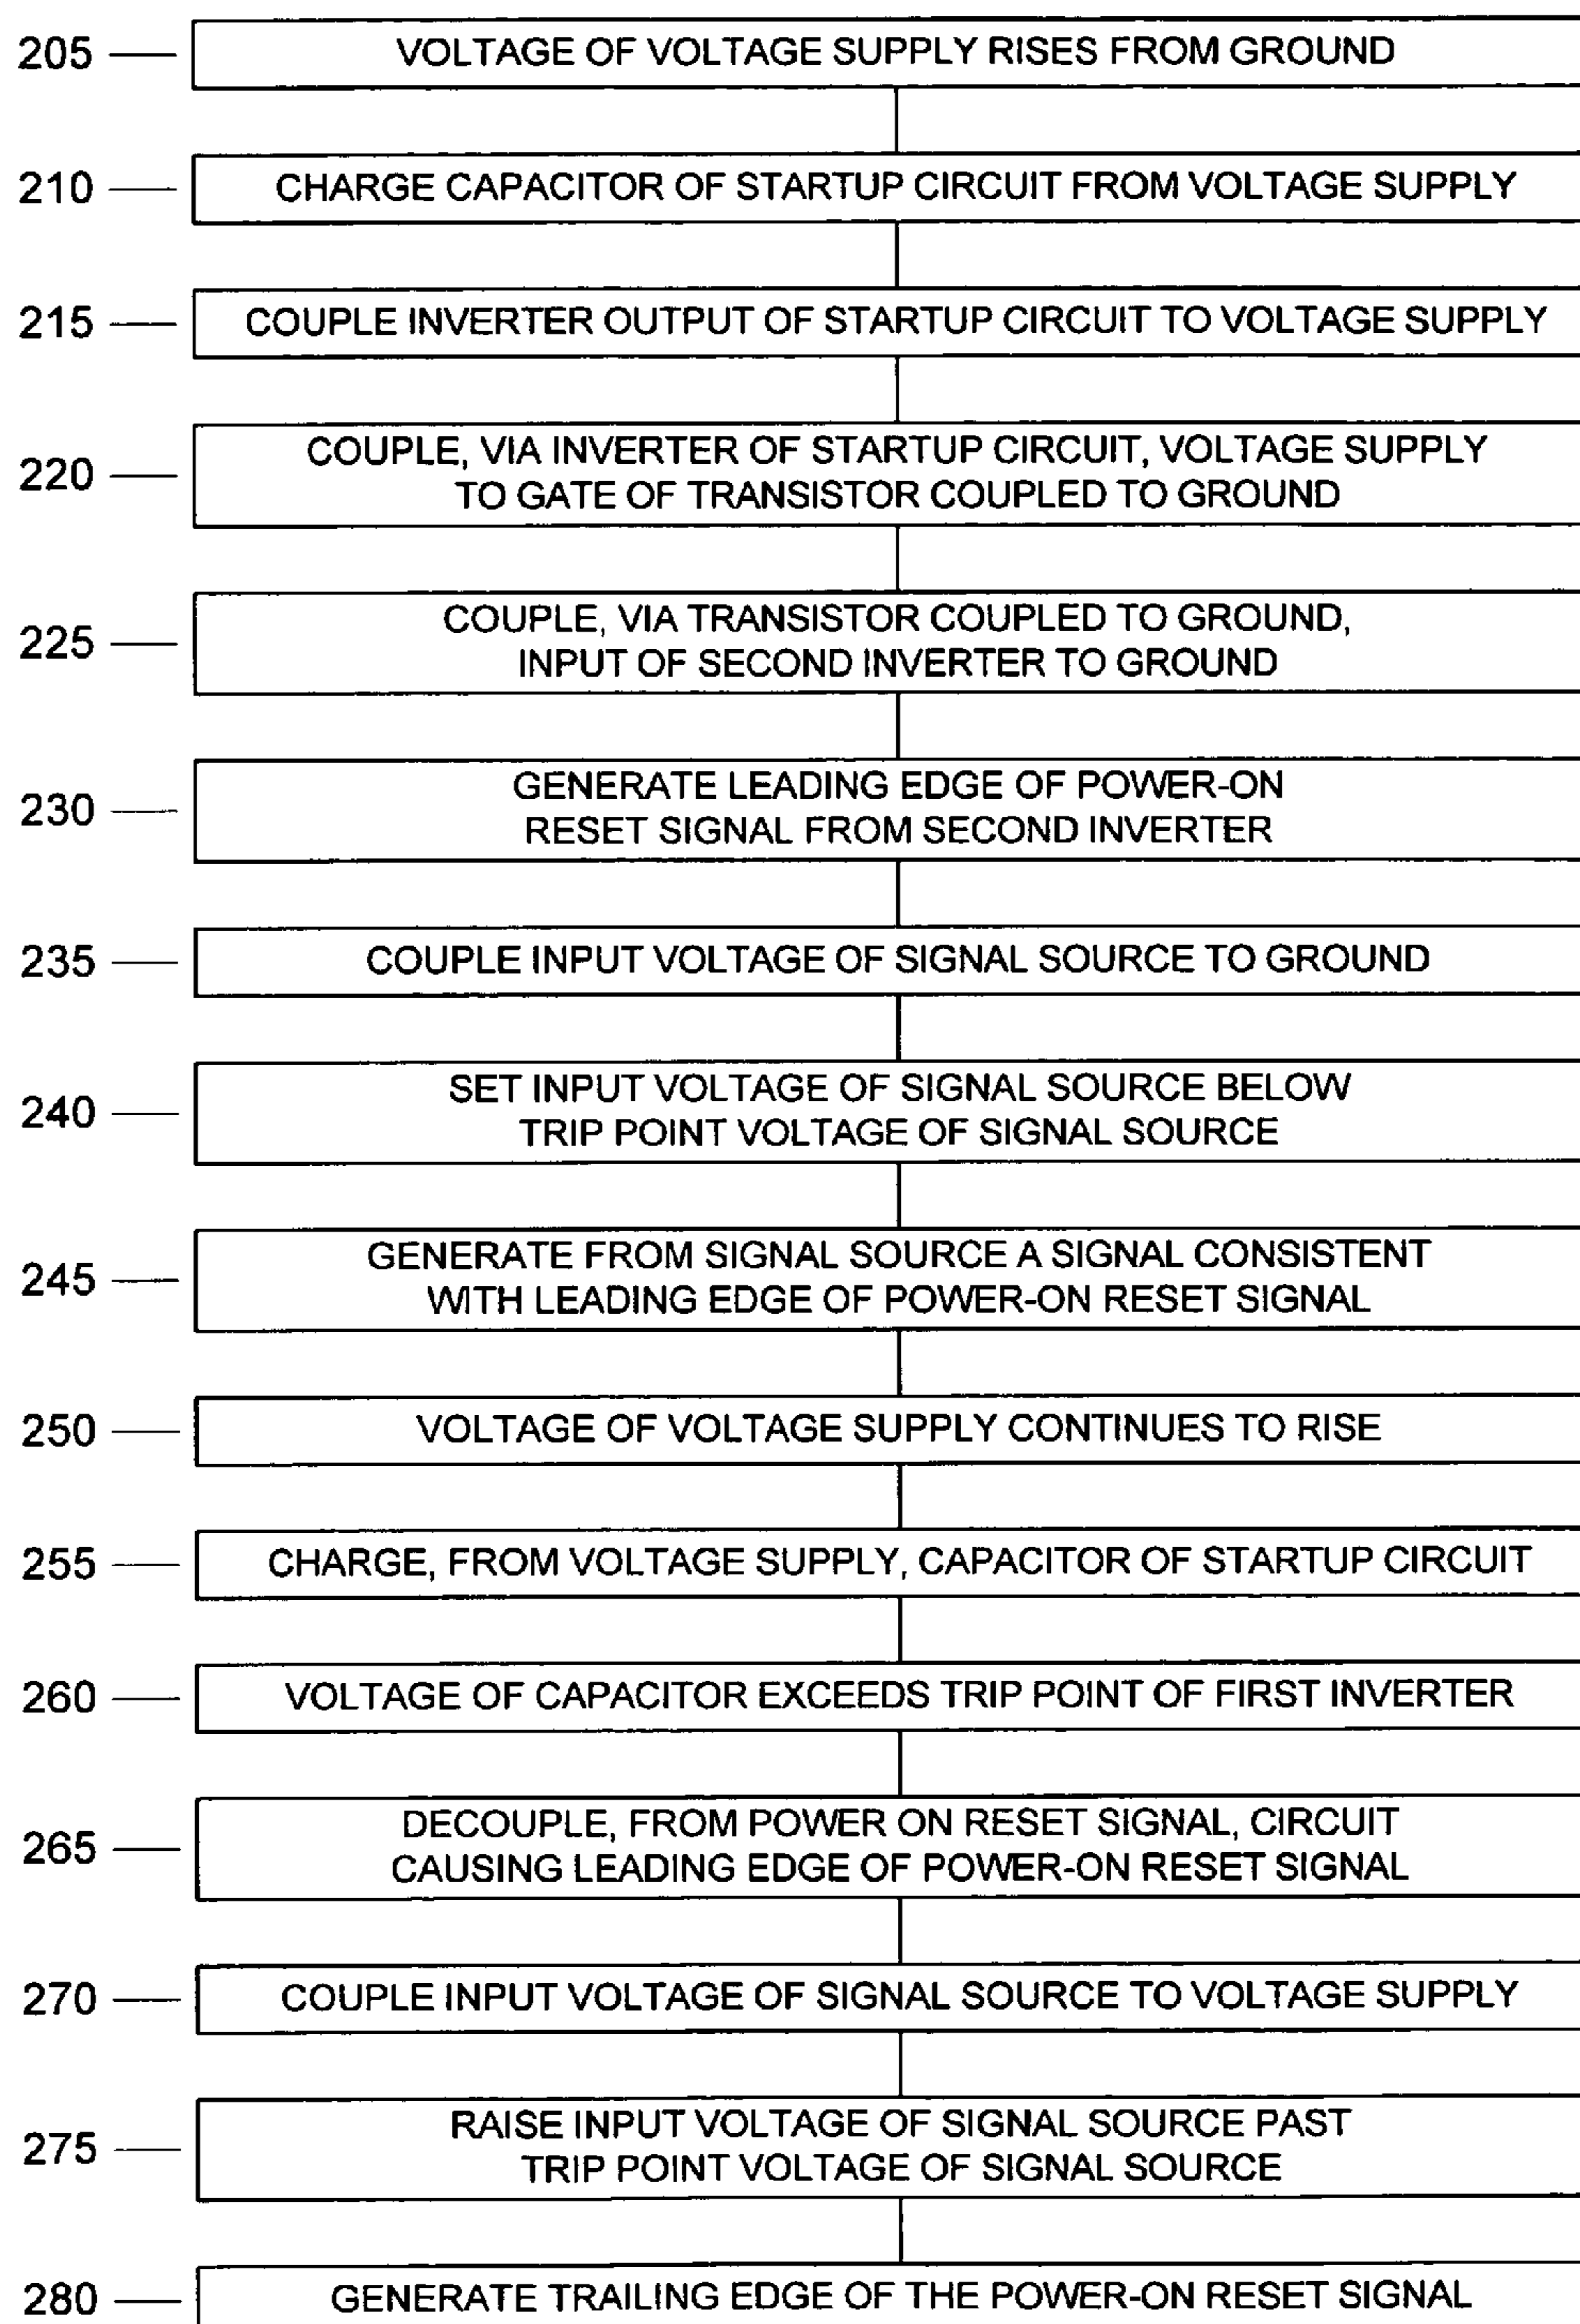 205 VOLTAGE OF VOLTAGE SUPPLY RISES FROM GROUND
210 CHARGE CAPACITOR OF STARTUP CIRCUIT FROM VOLTAGE SUPPLY
215 COUPLE INVERTER OUTPUT OF STARTUP CIRCUIT TO VOLTAGE SUPPLY
220 COUPLE, VIA INVERTER OF STARTUP CIRCUIT, VOLTAGE SUPPLY
TO GATE OF TRANSISTOR COUPLED TO GROUND
225 COUPLE, VIA TRANSISTOR COUPLED TO GROUND,
INPUT OF SECOND INVERTER TO GROUND
230 GENERATE LEADING EDGE OF POWER-ON
RESET SIGNAL FROM SECOND INVERTER
235 COUPLE INPUT VOLTAGE OF SIGNAL SOURCE TO GROUND
240 SET INPUT VOLTAGE OF SIGNAL SOURCE BELOW
TRIP POINT VOLTAGE OF SIGNAL SOURCE
245 GENERATE FROM SIGNAL SOURCE A SIGNAL CONSISTENT
WITH LEADING EDGE OF POWER-ON RESET SIGNAL
250 VOLTAGE OF VOLTAGE SUPPLY CONTINUES TO RISE
255 CHARGE, FROM VOLTAGE SUPPLY, CAPACITOR OF STARTUP CIRCUIT
260 VOLTAGE OF CAPACITOR EXCEEDS TRIP POINT OF FIRST INVERTER
265 DECOUPLE, FROM POWER ON RESET SIGNAL, CIRCUIT
CAUSING LEADING EDGE OF POWER-ON RESET SIGNAL
270 COUPLE INPUT VOLTAGE OF SIGNAL SOURCE TO VOLTAGE SUPPLY
275 RAISE INPUT VOLTAGE OF SIGNAL SOURCE PAST
TRIP POINT VOLTAGE OF SIGNAL SOURCE
280 GENERATE TRAILING EDGE OF THE POWER-ON RESET SIGNAL